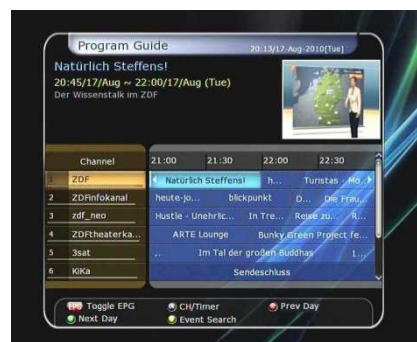 Program Guide
20:13/17-Aug-2010[Tue]
Natürlich Steffens!
20:45/17/Aug ~ 22:00/17/Aug (Tue)
Der Wissenstalk im ZDF
Channel 21:00 21:30 22:00 22:30
1 ZDF Natürlich Steffens! h... Turistas - Mo...
2 ZDFinfokanal heute-jo... blickpunkt D... Die Frau...
3 zdf_neo Hustle - Unehrlic... In Tre... Reise zu... R...
4 ZDFtheaterka... ARTE Lounge Bunky Green Project fe...
5 3sat .. Im Tal der großen Buddhas 1...
6 KiKa Sendeschluss
EPG Toggle EPG CH/Timer Prev Day
Next Day Event Search